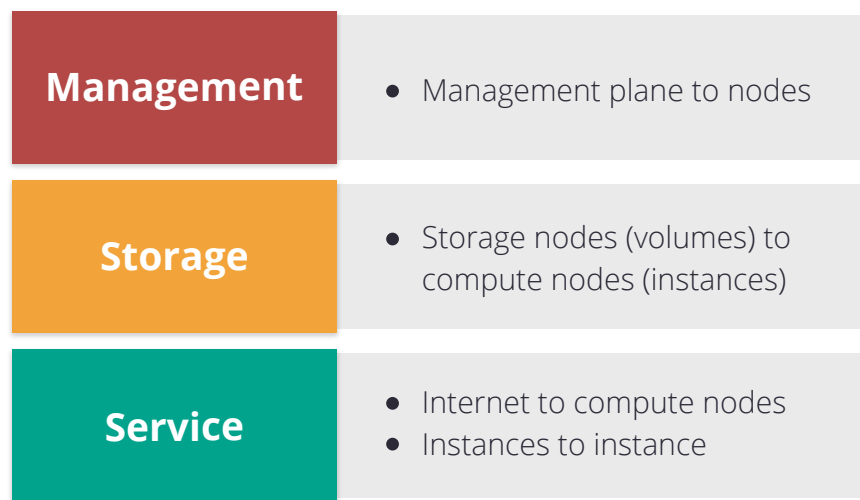 Management
• Management plane to nodes
Storage
• Storage nodes (volumes) to
compute nodes (instances)
Service
• Internet to compute nodes
• Instances to instance